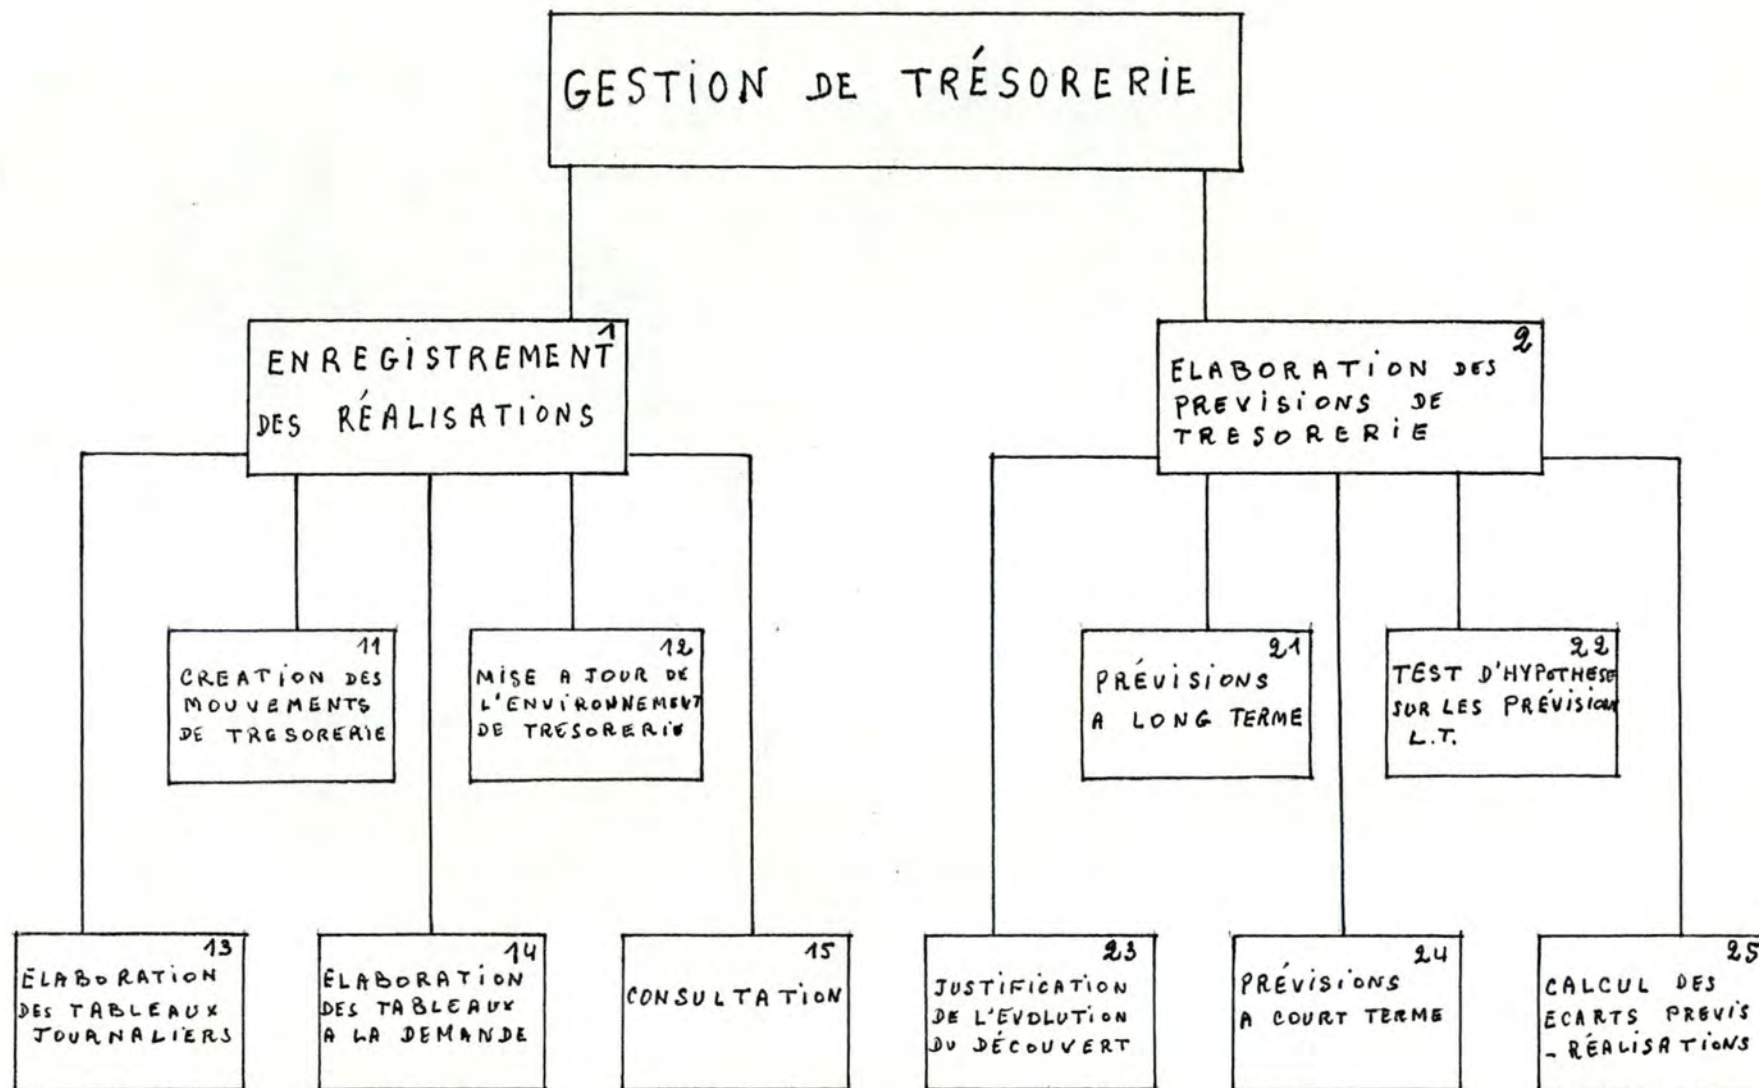 GESTION DE TRÉSORERIE
1
ENREGISTREMENT
DES RÉALISATIONS
2
ELABORATION DES
PREVISIONS DE
TRESORERIE
11
CREATION DES
MOUVEMENTS
DE TRESORERIE
12
MISE A JOUR DE
L'ENVIRONNEMENT
DE TRESORERIE
21
PRÉVISIONS
A LONG TERME
22
TEST D'HYPOTHESE
SUR LES PRÉVISION
L.T.
13
ELABORATION
DES TABLEAUX
JOURNALIERS
14
ELABORATION
DES TABLEAUX
A LA DEMANDE
15
CONSULTATION
23
JUSTIFICATION
DE L'EVOLUTION
DU DÉCOUVERT
24
PRÉVISIONS
A COURT TERME
25
CALCUL DES
ECARTS PREVIS
- RÉALISATIONS